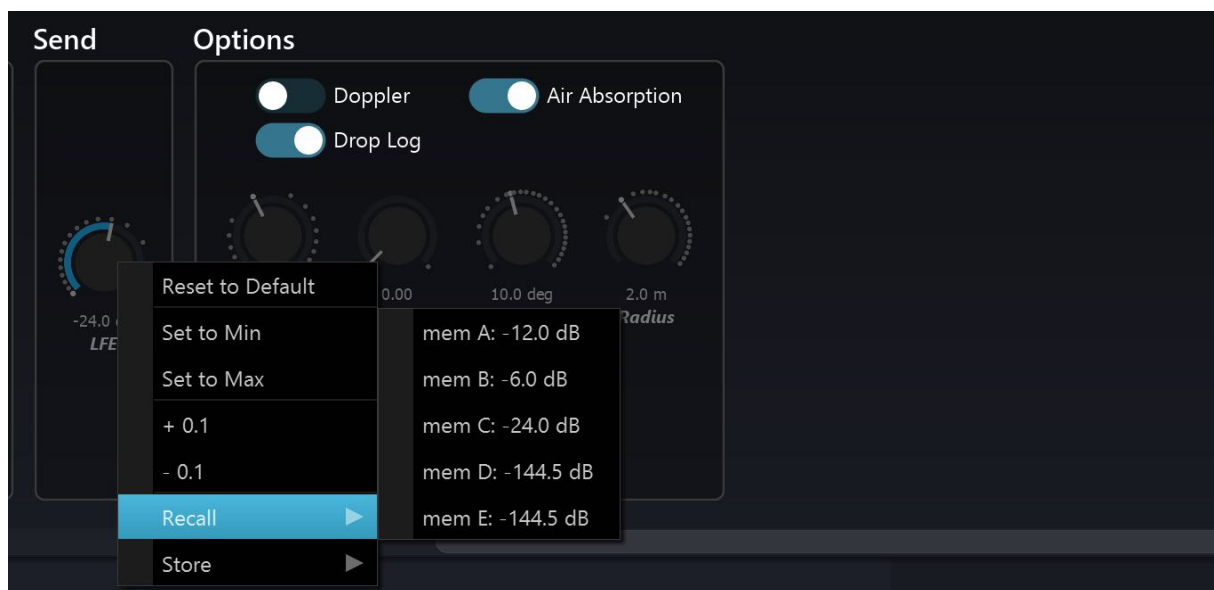 Send
Options
Doppler
Air Absorption
Drop Log
-24.0
LFE
0.00
10.0 deg
2.0 m
Radius
Reset to Default
Set to Min
Set to Max
+ 0.1
- 0.1
Recall
Store
mem A: -12.0 dB
mem B: -6.0 dB
mem C: -24.0 dB
mem D: -144.5 dB
mem E: -144.5 dB